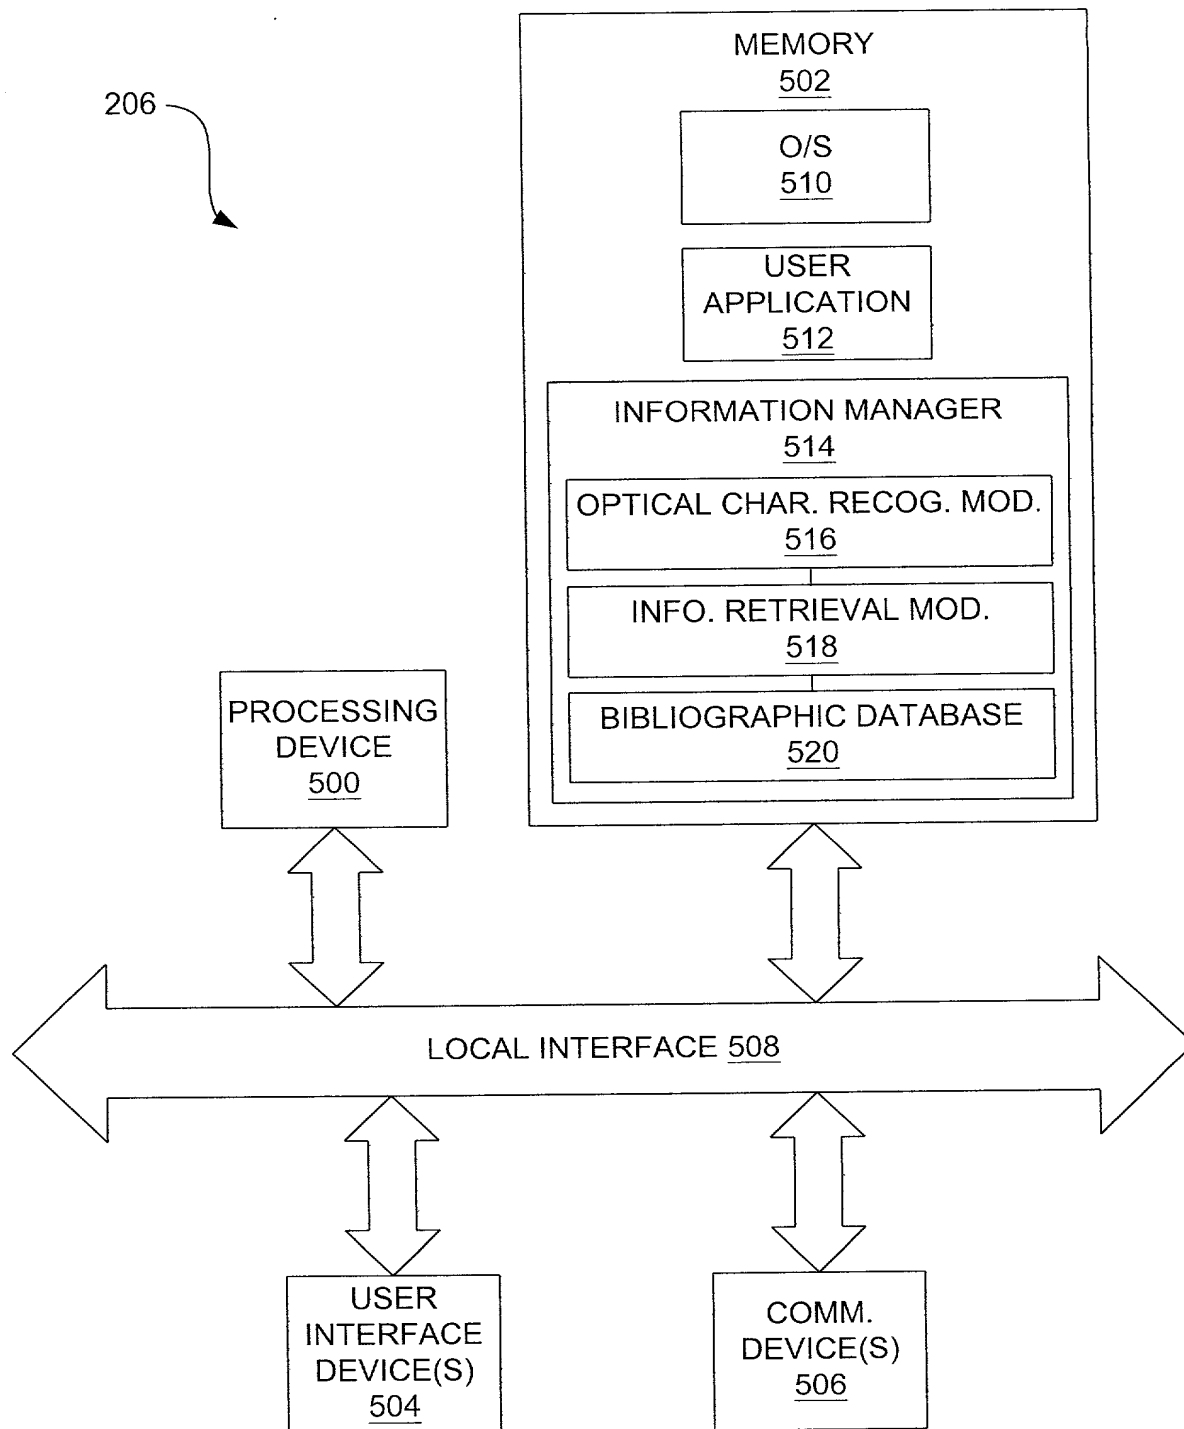 MEMORY
502
206
O/S
510
USER
APPLICATION
512
INFORMATION MANAGER
514
OPTICAL CHAR. RECOG. MOD.
516
INFO. RETRIEVAL MOD.
518
BIBLIOGRAPHIC DATABASE
520
PROCESSING
DEVICE
500
LOCAL INTERFACE 508
USER
INTERFACE
DEVICE(S)
504
COMM.
DEVICE(S)
506